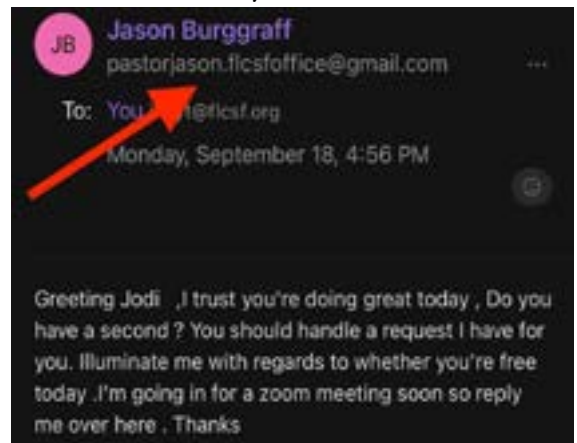 JB
Jason Burggraff
pastorjason.flcsfoffice@gmail.com
To: You @flcsf.org
Monday, September 18, 4:56 PM
Greeting Jodi ,I trust you're doing great today , Do you
have a second ? You should handle a request I have for
you. Illuminate me with regards to whether you're free
today .I'm going in for a zoom meeting soon so reply
me over here . Thanks